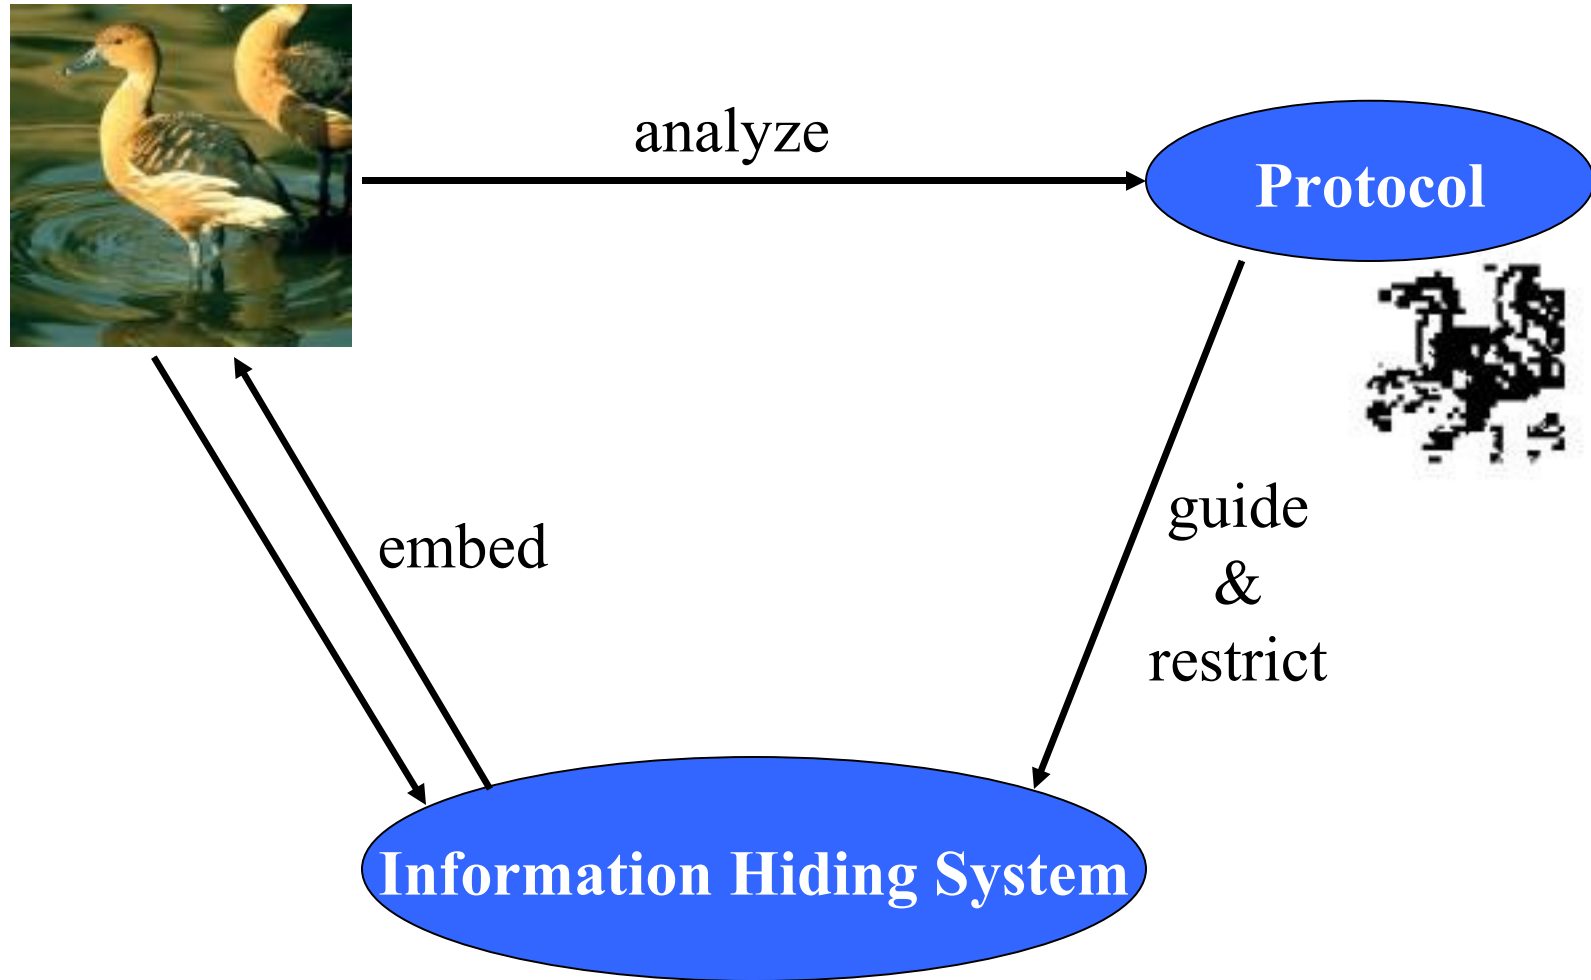 analyze
Protocol
embed
guide
&
restrict
Information Hiding System